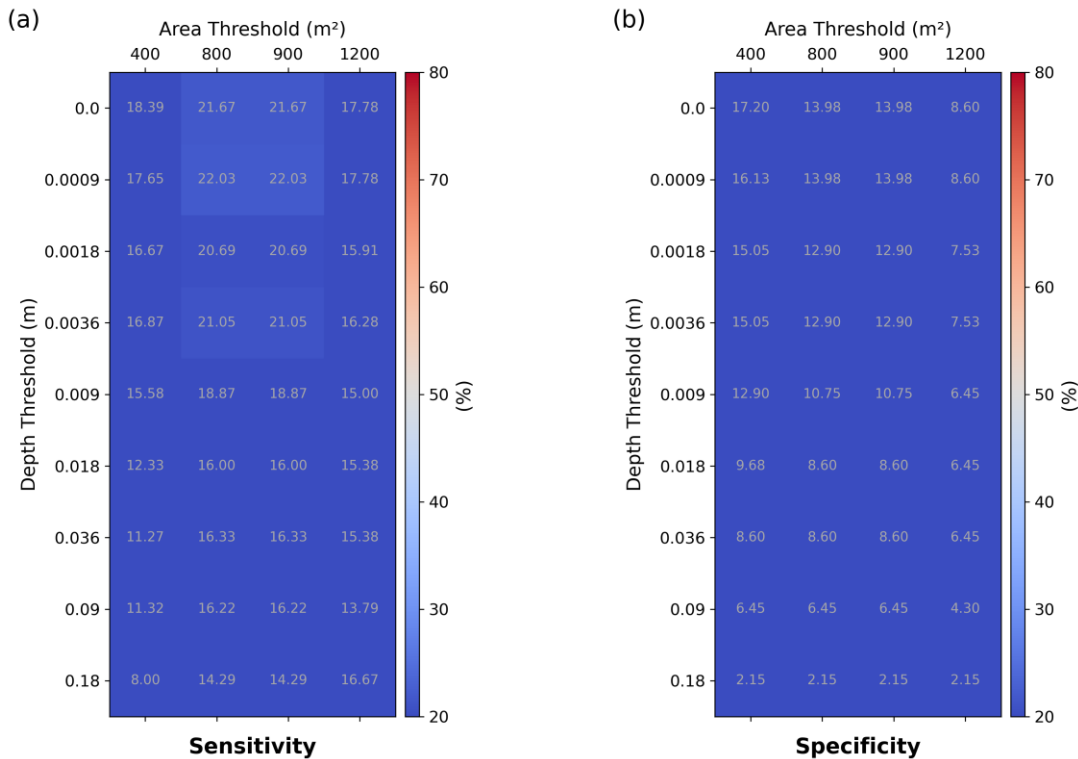 (a)
Area Threshold (m²)
400 800 900 1200
Depth Threshold (m)
0.0 18.39 21.67 21.67 17.78
0.0009 17.65 22.03 22.03 17.78
0.0018 16.67 20.69 20.69 15.91
0.0036 16.87 21.05 21.05 16.28
0.009 15.58 18.87 18.87 15.00
0.018 12.33 16.00 16.00 15.38
0.036 11.27 16.33 16.33 15.38
0.09 11.32 16.22 16.22 13.79
0.18 8.00 14.29 14.29 16.67
Sensitivity
80
70
60
50
40
30
20
(%)
(b)
Area Threshold (m²)
400 800 900 1200
Depth Threshold (m)
0.0 17.20 13.98 13.98 8.60
0.0009 16.13 13.98 13.98 8.60
0.0018 15.05 12.90 12.90 7.53
0.0036 15.05 12.90 12.90 7.53
0.009 12.90 10.75 10.75 6.45
0.018 9.68 8.60 8.60 6.45
0.036 8.60 8.60 8.60 6.45
0.09 6.45 6.45 6.45 4.30
0.18 2.15 2.15 2.15 2.15
Specificity
80
70
60
50
40
30
20
(%)